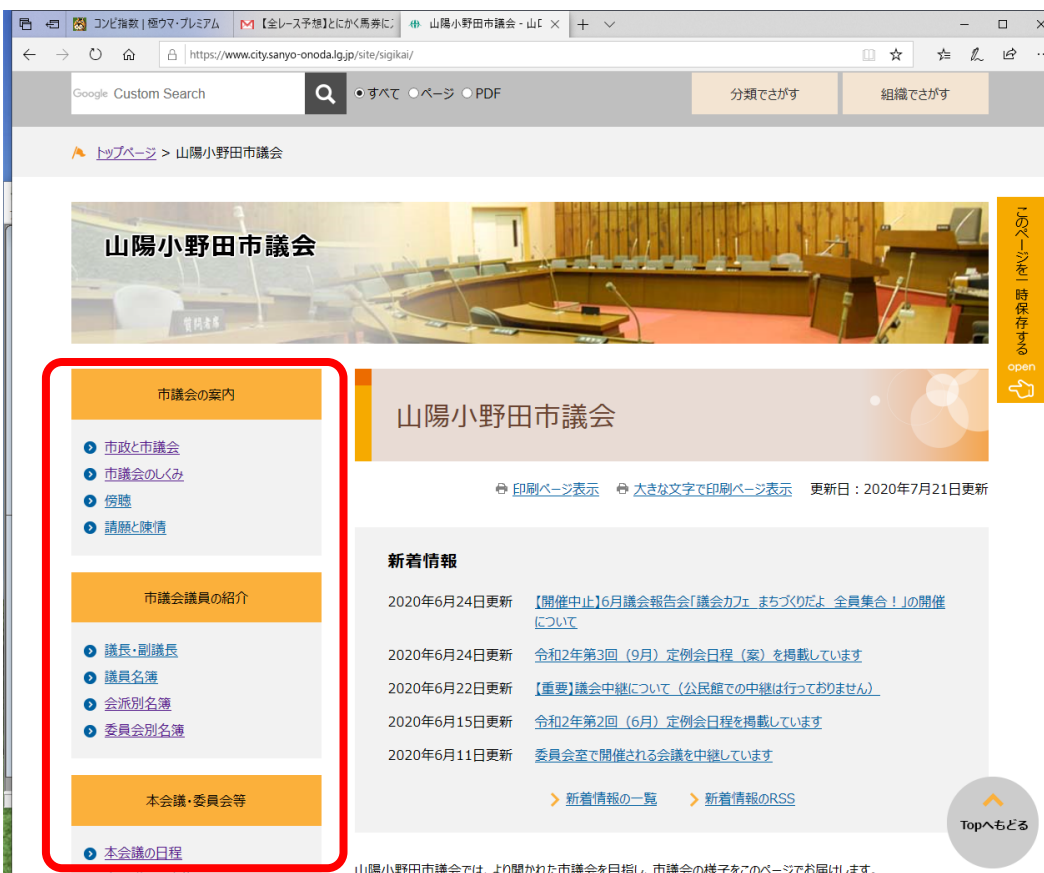 コンピ指数 | 極ウマ・プレミアム
【全レース予想】とにかく馬券に
山陽小野田市議会 - 山
https://www.city.sanyo-onoda.lg.jp/site/sigikai/
Google Custom Search
すべて ページ PDF
分類でさがす
組織でさがす
トップページ > 山陽小野田市議会
山陽小野田市議会
質問者席
このページを一時保存する
open
市議会の案内
市政と市議会
市議会のしくみ
傍聴
請願と陳情
市議会議員の紹介
議長・副議長
議員名簿
会派別名簿
委員会別名簿
本会議・委員会等
本会議の日程
山陽小野田市議会
印刷ページ表示 大きな文字で印刷ページ表示 更新日：2020年7月21日更新
新着情報
2020年6月24日更新 【開催中止】6月議会報告会「議会カフェ まちづくりだよ 全員集合！」の開催
について
2020年6月24日更新 令和2年第3回（9月）定例会日程（案）を掲載しています
2020年6月22日更新 【重要】議会中継について（公民館での中継は行っておりません）
2020年6月15日更新 令和2年第2回（6月）定例会日程を掲載しています
2020年6月11日更新 委員会室で開催される会議を中継しています
新着情報の一覧 新着情報のRSS
Topへもどる
山陽小野田市議会では、より開かれた市議会を目指し、市議会の様子をこのページでお届けします。